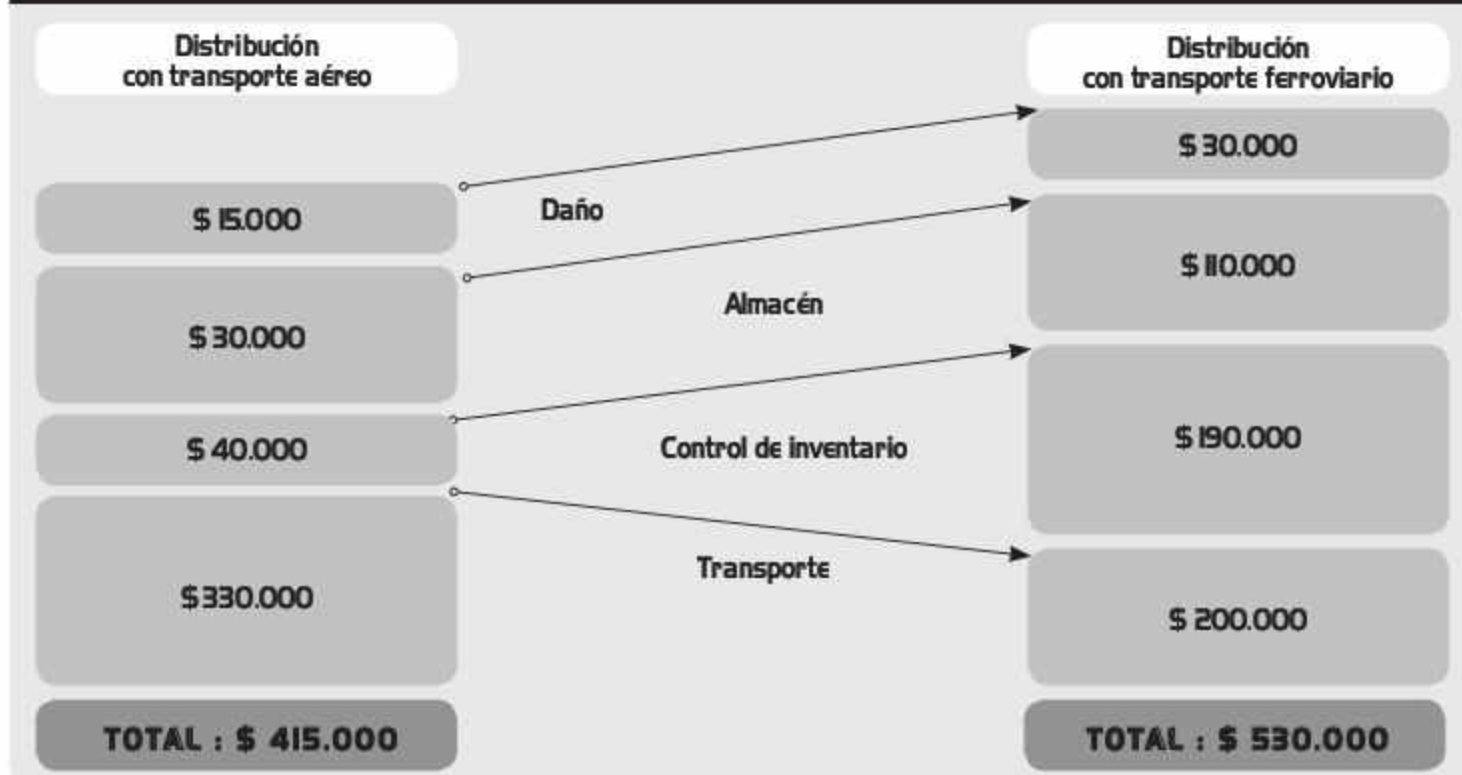 Distribución
con transporte aéreo
$ 15.000
$ 30.000
$ 40.000
$ 330.000
TOTAL : $ 415.000
Daño
Almacén
Control de inventario
Transporte
Distribución
con transporte ferroviario
$ 30.000
$ 110.000
$ 190.000
$ 200.000
TOTAL : $ 530.000